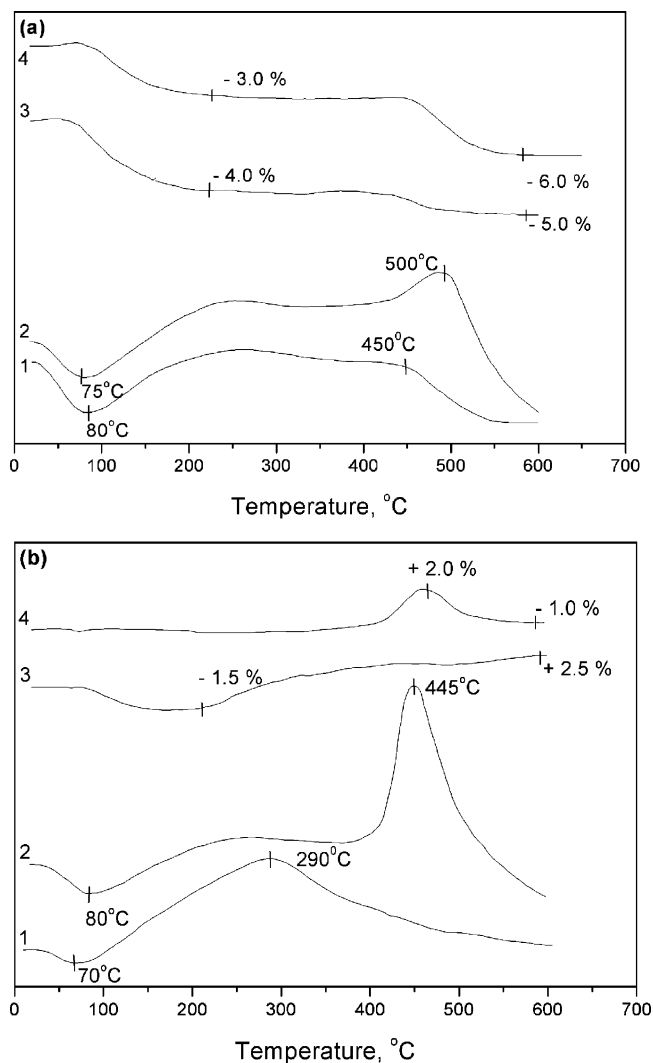 (a)
4
- 3.0 %
3
- 4.0 %
- 6.0 %
- 5.0 %
500°C
2
450⁰C
1
75°C
80°C
0 100 200 300 400 500 600 700
Temperature, °C
(b)
+ 2.0 %
4
- 1.0 %
3
- 1.5 %
+ 2.5 %
445°C
2
290⁰C
80°C
1
70°C
0 100 200 300 400 500 600 700
Temperature, °C